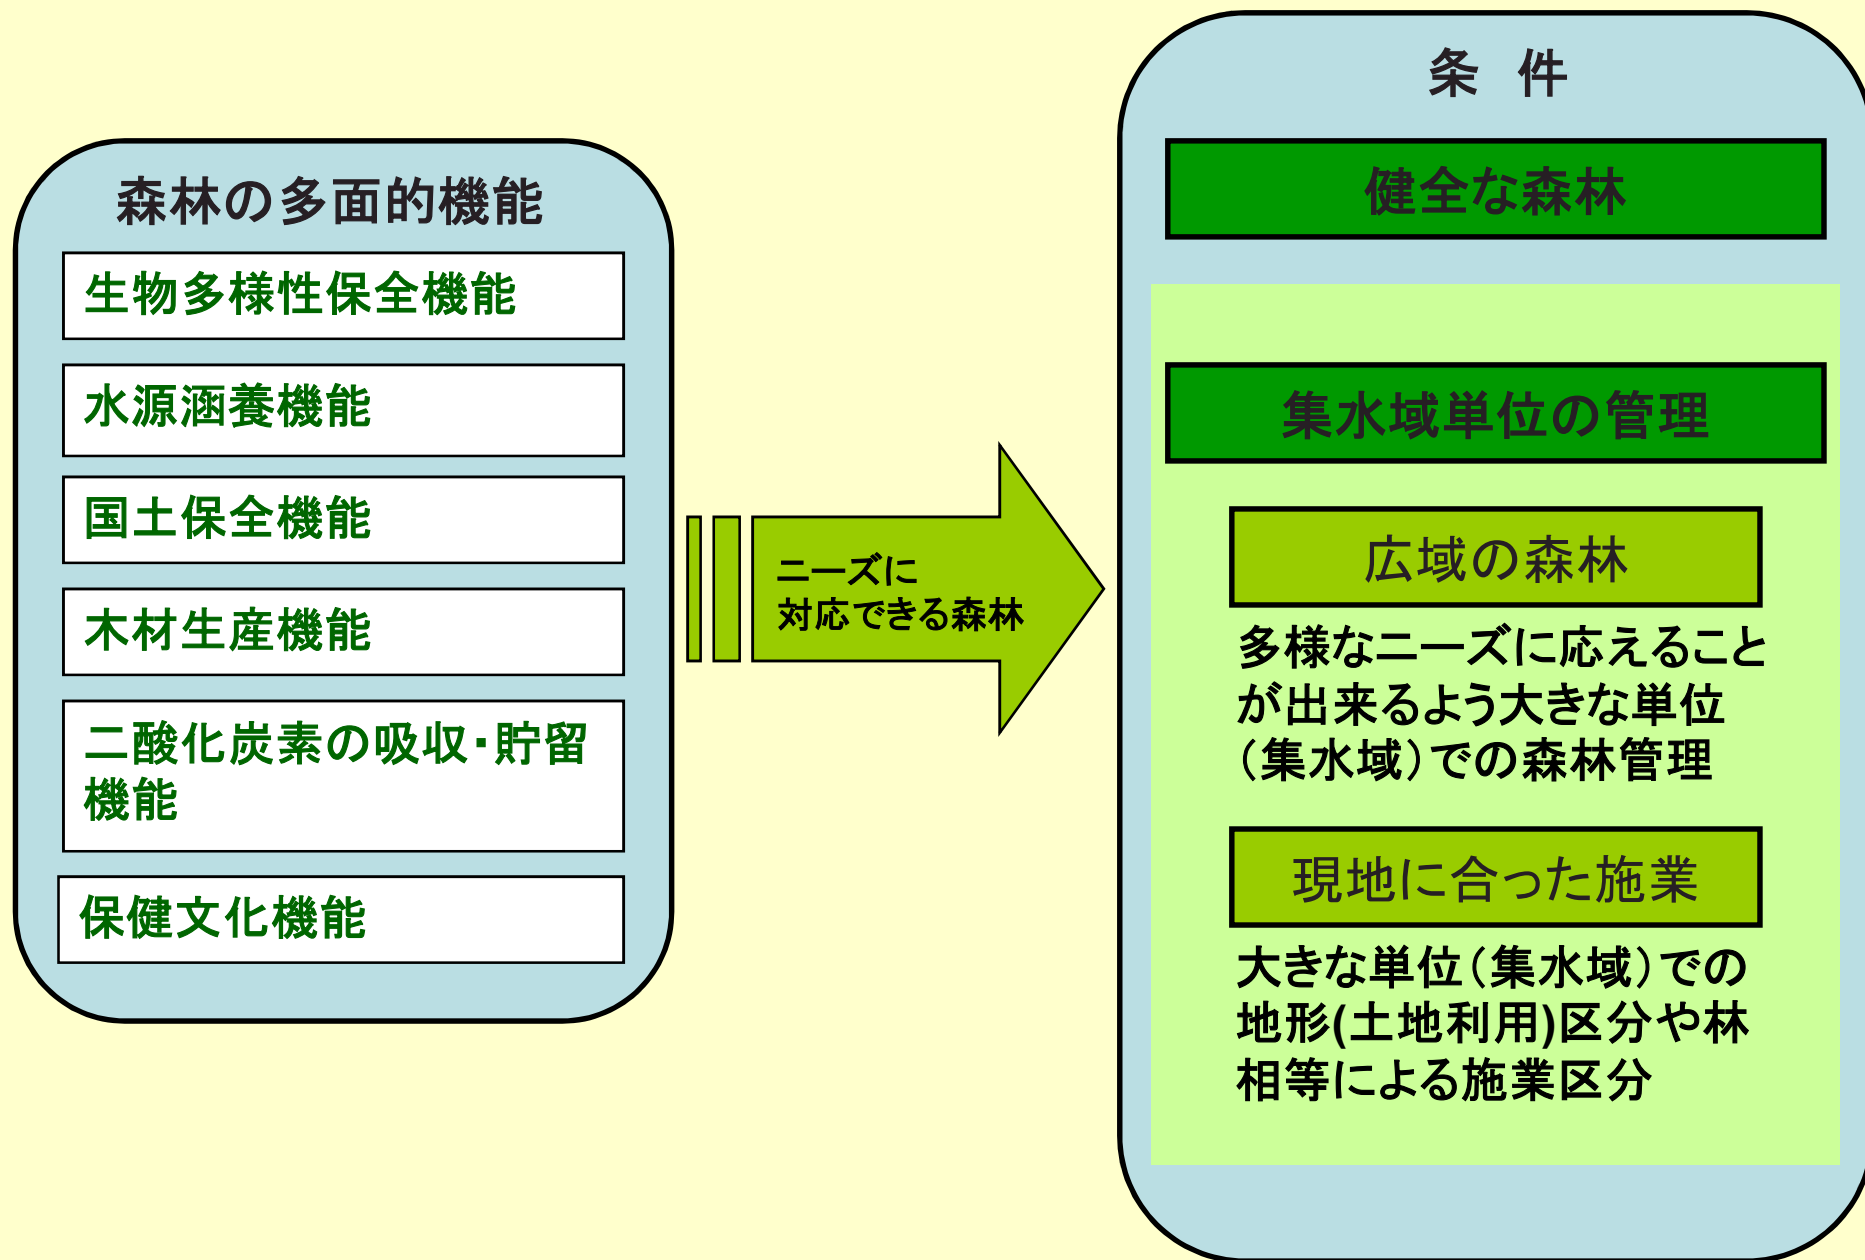 森林の多面的機能
生物多様性保全機能
水源涵養機能
国土保全機能
木材生産機能
二酸化炭素の吸収・貯留
機能
保健文化機能
ニーズに
対応できる森林
条　件
健全な森林
集水域単位の管理
広域の森林
多様なニーズに応えること
が出来るよう大きな単位
（集水域）での森林管理
現地に合った施業
大きな単位（集水域）での
地形(土地利用)区分や林
相等による施業区分